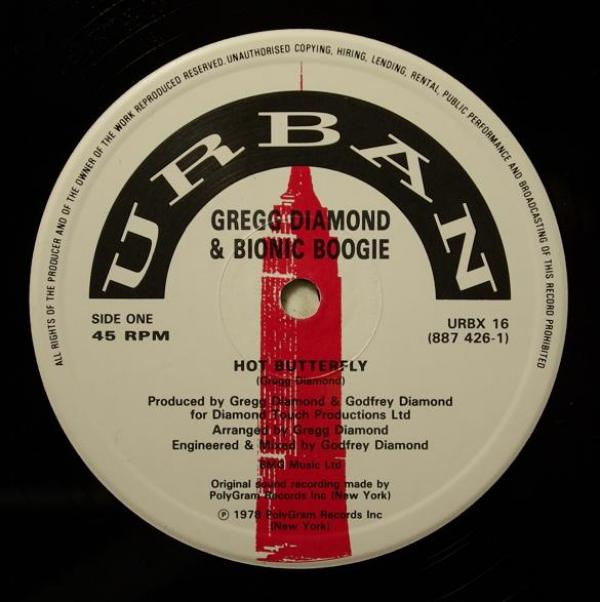 ALL RIGHTS OF THE PRODUCER AND OF THE OWNER OF THE WORK REPRODUCED RESERVED. UNAUTHORISED COPYING, HIRING, LENDING, RENTAL, PUBLIC PERFORMANCE AND BROADCASTING OF THIS RECORD PROHIBITED
URBAN
GREGG DIAMOND
& BIONIC BOOGIE
SIDE ONE
45 RPM
URBX 16
(887 426-1)
HOT BUTTERFLY
(Gregg Diamond)
Produced by Gregg Diamond & Godfrey Diamond
for Diamond Touch Productions Ltd
Arranged by Gregg Diamond
Engineered & Mixed by Godfrey Diamond
BMG Music Ltd
Original sound recording made by
PolyGram Records Inc (New York)
℗ 1978 PolyGram Records Inc
(New York)